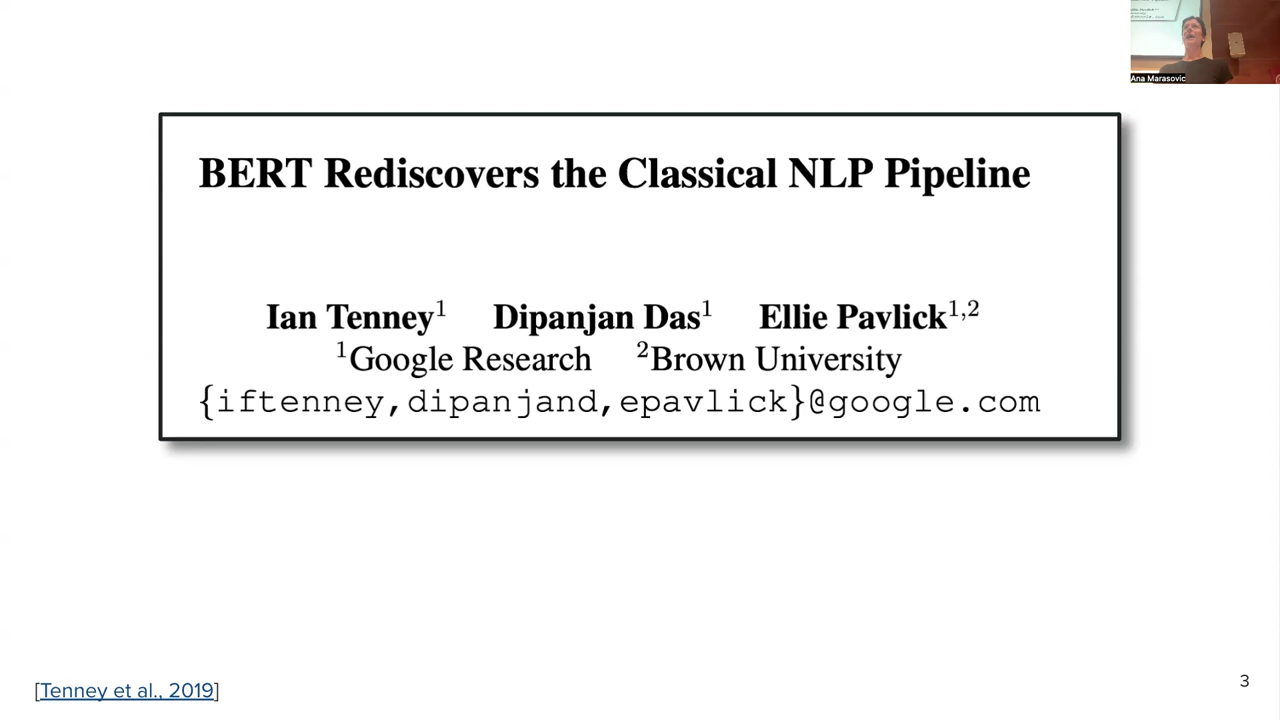 Ana Marasovic
BERT Rediscovers the Classical NLP Pipeline
Ian Tenney¹ Dipanjan Das¹ Ellie Pavlick¹,²
¹Google Research ²Brown University
{iftenney,dipanjand,epavlick}@google.com
[Tenney et al., 2019]
3